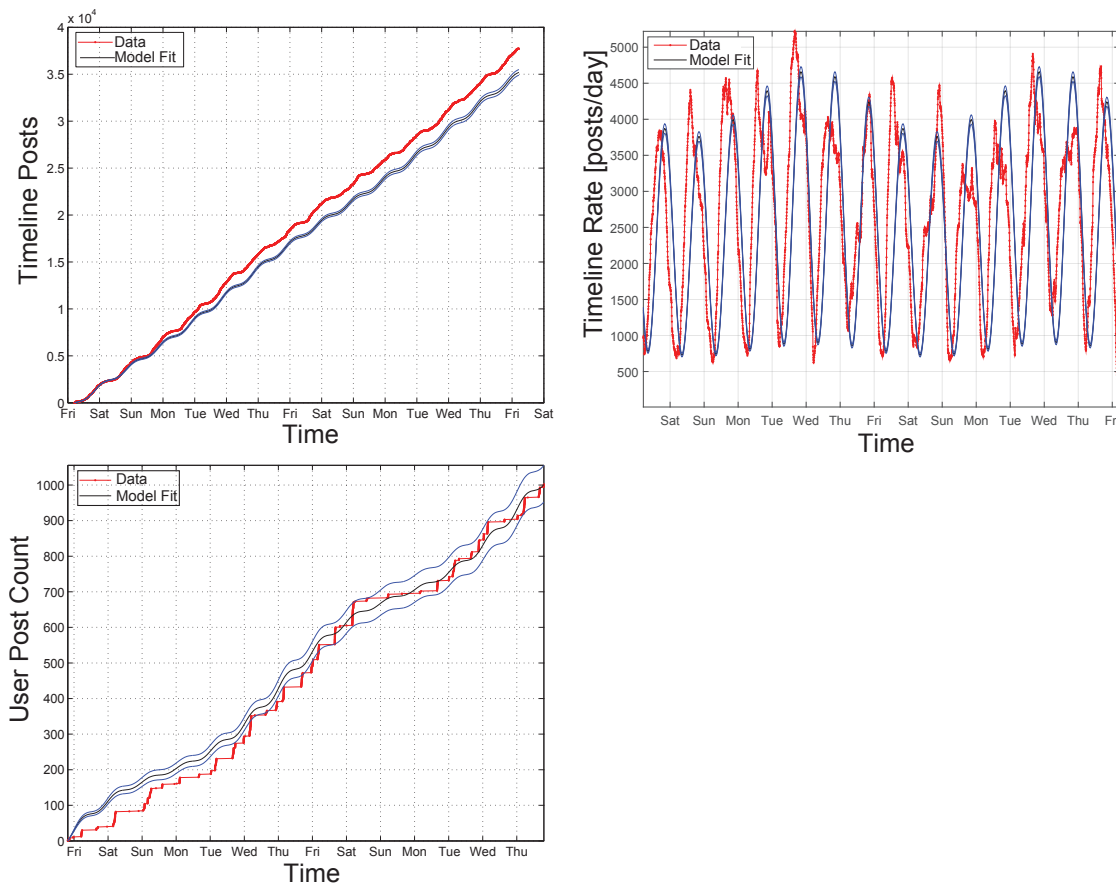 x 10^4
4
3.5
3
2.5
2
1.5
1
0.5
0
Timeline Posts
Data
Model Fit
Fri Sat Sun Mon Tue Wed Thu Fri Sat Sun Mon Tue Wed Thu Fri Sat
Time
5000
4500
4000
3500
3000
2500
2000
1500
1000
500
Timeline Rate [posts/day]
Data
Model Fit
Sat Sun Mon Tue Wed Thu Fri Sat Sun Mon Tue Wed Thu Fri
Time
1000
900
800
700
600
500
400
300
200
100
0
User Post Count
Data
Model Fit
Fri Sat Sun Mon Tue Wed Thu Fri Sat Sun Mon Tue Wed Thu
Time